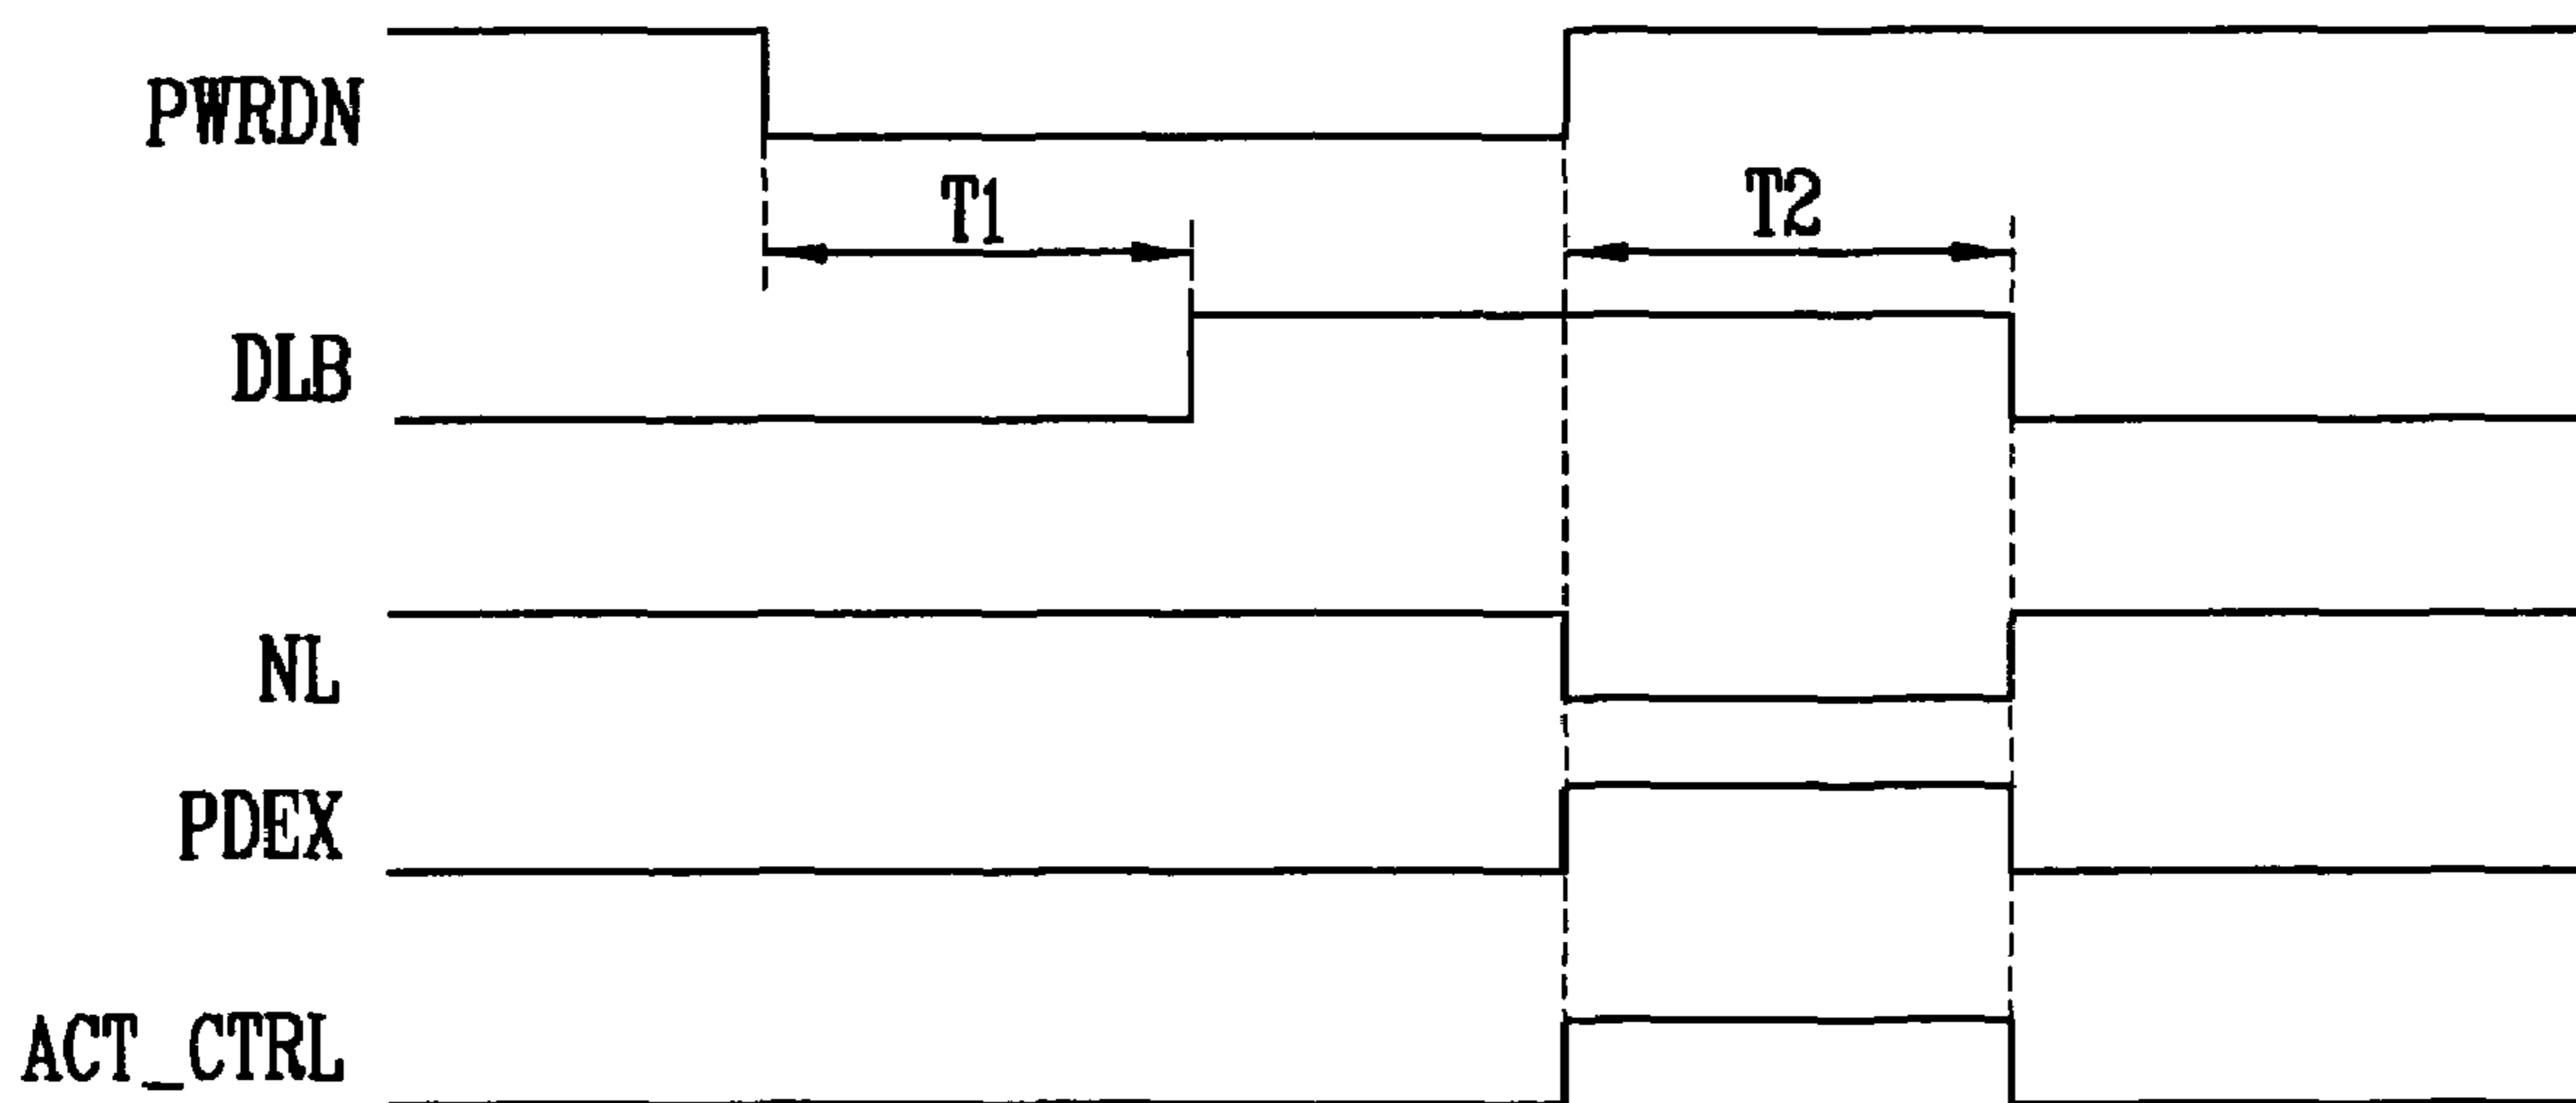 PWRDN
T1
T2
DLB
NL
PDEX
ACT_CTRL